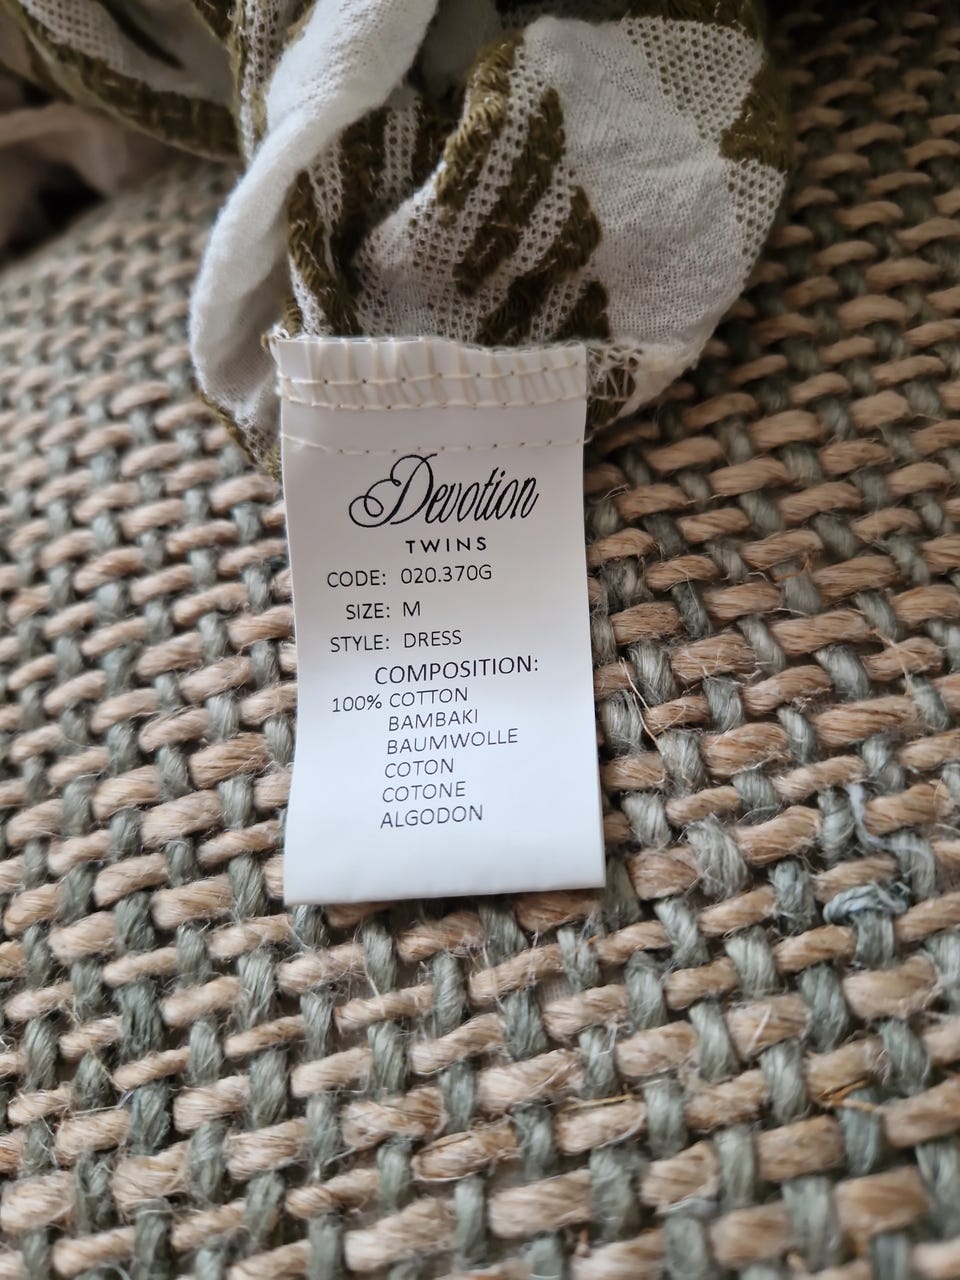 Devotion
TWINS
CODE: 020.370G
SIZE: M
STYLE: DRESS
COMPOSITION:
100% COTTON
BAMBAKI
BAUMWOLLE
COTON
COTONE
ALGODON